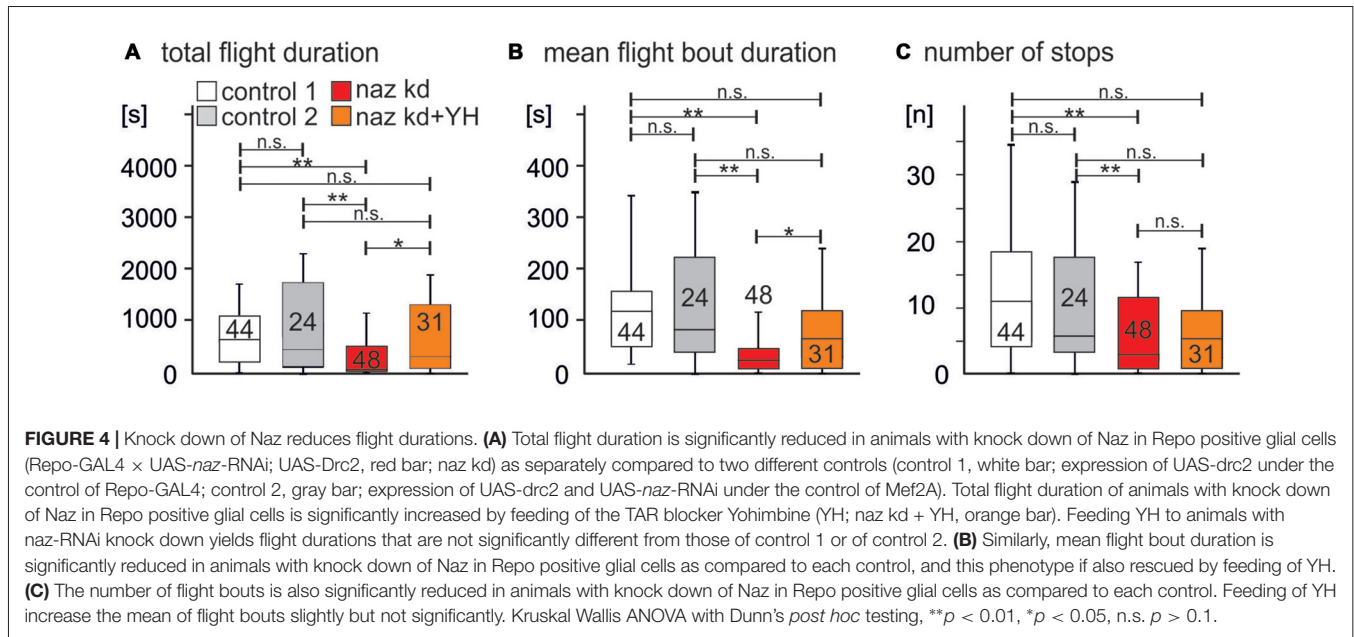 A total flight duration
B mean flight bout duration
C number of stops
control 1 naz kd
control 2 naz kd+YH
[s]
4000
3000
2000
1000
0
n.s.
**
n.s.
**
n.s.
*
44
24
48
31
[s]
400
300
200
100
0
n.s.
**
n.s.
n.s.
**
*
44
24
48
31
[n]
30
20
10
0
n.s.
**
n.s.
n.s.
**
n.s.
44
24
48
31
FIGURE 4 | Knock down of Naz reduces flight durations. (A) Total flight duration is significantly reduced in animals with knock down of Naz in Repo positive glial cells
(Repo-GAL4 × UAS-naz-RNAi; UAS-Drc2, red bar; naz kd) as separately compared to two different controls (control 1, white bar; expression of UAS-drc2 under the
control of Repo-GAL4; control 2, gray bar; expression of UAS-drc2 and UAS-naz-RNAi under the control of Mef2A). Total flight duration of animals with knock down
of Naz in Repo positive glial cells is significantly increased by feeding of the TAR blocker Yohimbine (YH; naz kd + YH, orange bar). Feeding YH to animals with
naz-RNAi knock down yields flight durations that are not significantly different from those of control 1 or of control 2. (B) Similarly, mean flight bout duration is
significantly reduced in animals with knock down of Naz in Repo positive glial cells as compared to each control, and this phenotype if also rescued by feeding of YH.
(C) The number of flight bouts is also significantly reduced in animals with knock down of Naz in Repo positive glial cells as compared to each control. Feeding of YH
increase the mean of flight bouts slightly but not significantly. Kruskal Wallis ANOVA with Dunn's post hoc testing, **p < 0.01, *p < 0.05, n.s. p > 0.1.